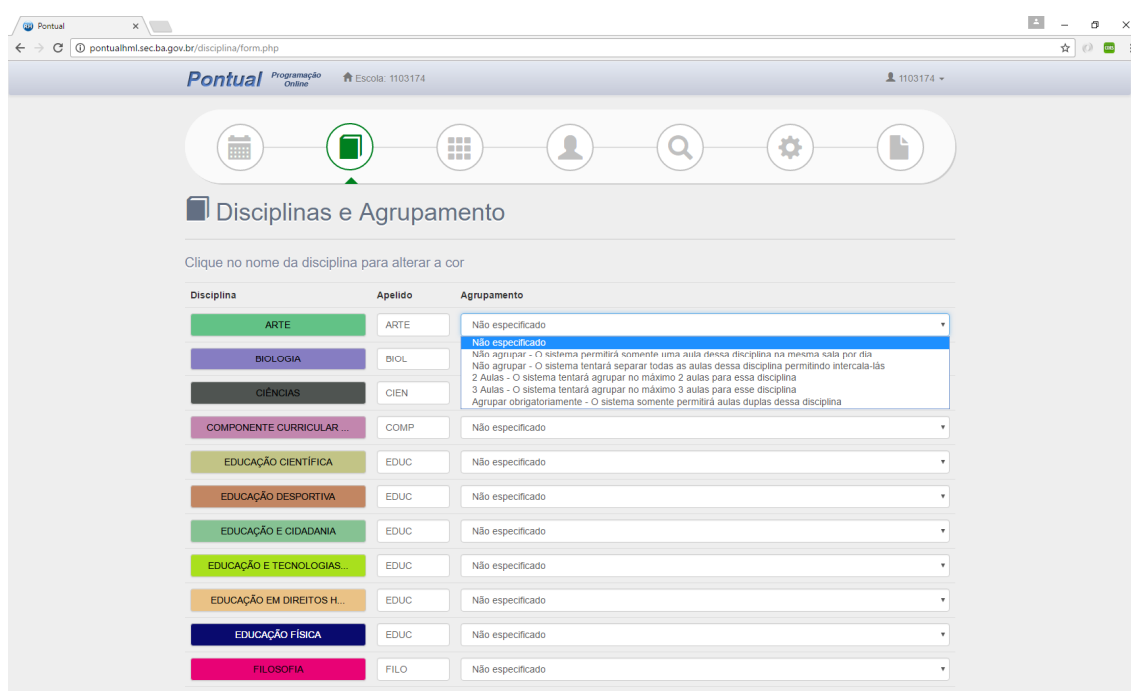 Pontual
pontualhml.sec.ba.gov.br/disciplina/form.php
Pontual Programação Online Escola: 1103174 1103174
Disciplinas e Agrupamento
Clique no nome da disciplina para alterar a cor
Disciplina Apelido Agrupamento
ARTE ARTE Não especificado
Não especificado
Não agrupar - O sistema permitirá somente uma aula dessa disciplina na mesma sala por dia
BIOLOGIA BIOL
Não agrupar - O sistema tentará separar todas as aulas dessa disciplina permitindo intercala-lás
2 Aulas - O sistema tentará agrupar no máximo 2 aulas para essa disciplina
3 Aulas - O sistema tentará agrupar no máximo 3 aulas para esse disciplina
CIÊNCIAS CIEN
Agrupar obrigatoriamente - O sistema somente permitirá aulas duplas dessa disciplina
COMPONENTE CURRICULAR ... COMP Não especificado
EDUCAÇÃO CIENTÍFICA EDUC Não especificado
EDUCAÇÃO DESPORTIVA EDUC Não especificado
EDUCAÇÃO E CIDADANIA EDUC Não especificado
EDUCAÇÃO E TECNOLOGIAS... EDUC Não especificado
EDUCAÇÃO EM DIREITOS H... EDUC Não especificado
EDUCAÇÃO FÍSICA EDUC Não especificado
FILOSOFIA FILO Não especificado